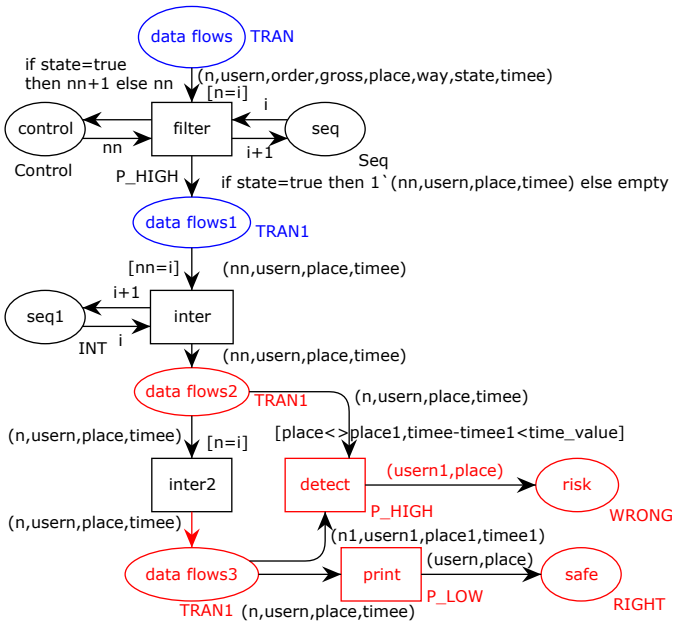 data flows
TRAN
if state=true
then nn+1 else nn
(n,usern,order,gross,place,way,state,timee)
[n=i]
i
control
filter
seq
nn
i+1
Control
Seq
P_HIGH
if state=true then 1`(nn,usern,place,timee) else empty
data flows1
TRAN1
[nn=i]
(nn,usern,place,timee)
i+1
seq1
inter
i
INT
(nn,usern,place,timee)
data flows2
TRAN1
(n,usern,place,timee)
(n,usern,place,timee)
[n=i]
[place<>place1,timee-timee1<time_value]
inter2
detect
(usern1,place)
risk
P_HIGH
WRONG
(n,usern,place,timee)
(n1,usern1,place1,timee1)
data flows3
print
(usern,place)
safe
TRAN1
(n,usern,place,timee)
P_LOW
RIGHT